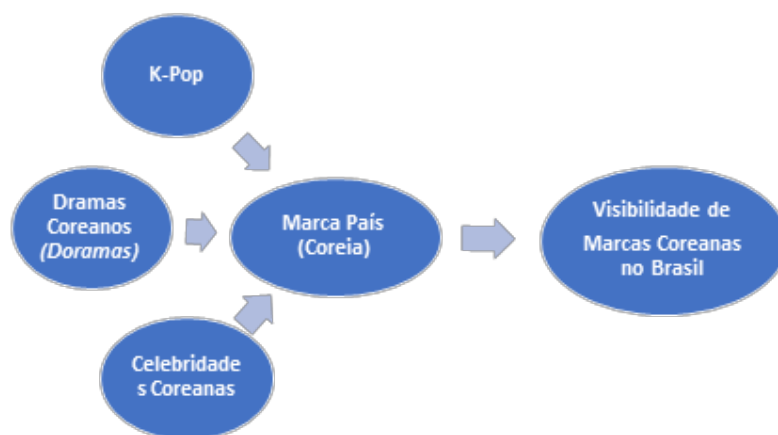 K-Pop
Dramas
Coreanos
(Doramas)
Celebridade
s Coreanas
Marca País
(Coreia)
Visibilidade de
Marcas Coreanas
no Brasil